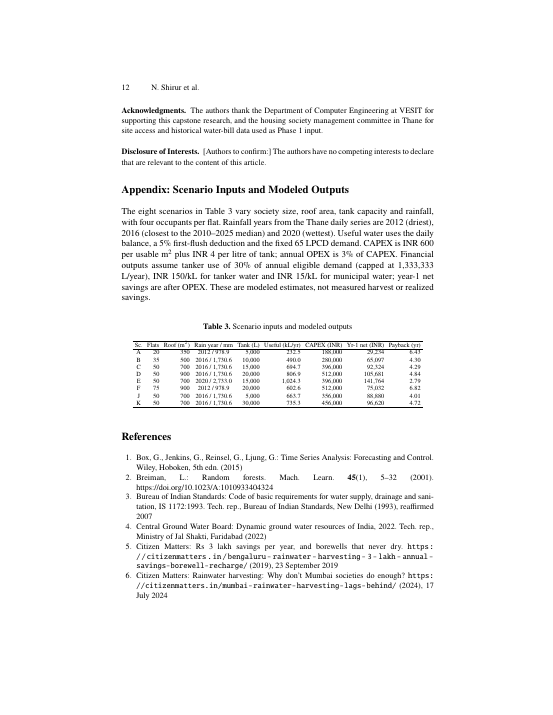 12 N. Shirur et al.
Acknowledgments. The authors thank the Department of Computer Engineering at VESIT for
supporting this capstone research, and the housing society management committee in Thane for
site access and historical water-bill data used as Phase 1 input.
Disclosure of Interests. [Authors to confirm:] The authors have no competing interests to declare
that are relevant to the content of this article.
Appendix: Scenario Inputs and Modeled Outputs
The eight scenarios in Table 3 vary society size, roof area, tank capacity and rainfall,
with four occupants per flat. Rainfall years from the Thane daily series are 2012 (driest),
2016 (closest to the 2010–2025 median) and 2020 (wettest). Useful water uses the daily
balance, a 5% first-flush deduction and the fixed 65 LPCD demand. CAPEX is INR 600
per usable m² plus INR 4 per litre of tank; annual OPEX is 3% of CAPEX. Financial
outputs assume tanker use of 30% of annual eligible demand (capped at 1,333,333
L/year), INR 150/kL for tanker water and INR 15/kL for municipal water; year-1 net
savings are after OPEX. These are modeled estimates, not measured harvest or realized
savings.
Table 3. Scenario inputs and modeled outputs
Sc. Flats Roof (m²) Rain year / mm Tank (L) Useful (kL/yr) CAPEX (INR) Yr-1 net (INR) Payback (yr)
A 20 350 2012 / 978.9 5,000 232.5 188,000 29,234 6.43
B 35 500 2016 / 1,730.6 10,000 490.0 280,000 65,097 4.30
C 50 700 2016 / 1,730.6 15,000 694.7 396,000 92,324 4.29
D 50 900 2016 / 1,730.6 20,000 806.9 512,000 105,681 4.84
E 50 700 2020 / 2,733.0 15,000 1,024.3 396,000 141,764 2.79
F 75 900 2012 / 978.9 20,000 602.6 512,000 75,032 6.82
J 50 700 2016 / 1,730.6 5,000 663.7 356,000 88,880 4.01
K 50 700 2016 / 1,730.6 30,000 735.3 456,000 96,620 4.72
References
1. Box, G., Jenkins, G., Reinsel, G., Ljung, G.: Time Series Analysis: Forecasting and Control.
Wiley, Hoboken, 5th edn. (2015)
2. Breiman, L.: Random forests. Mach. Learn. 45(1), 5–32 (2001).
https://doi.org/10.1023/A:1010933404324
3. Bureau of Indian Standards: Code of basic requirements for water supply, drainage and sani-
tation, IS 1172:1993. Tech. rep., Bureau of Indian Standards, New Delhi (1993), reaffirmed
2007
4. Central Ground Water Board: Dynamic ground water resources of India, 2022. Tech. rep.,
Ministry of Jal Shakti, Faridabad (2022)
5. Citizen Matters: Rs 3 lakh savings per year, and borewells that never dry. https:
//citizenmatters.in/bengaluru-rainwater-harvesting-3-lakh-annual-
savings-borewell-recharge/ (2019), 23 September 2019
6. Citizen Matters: Rainwater harvesting: Why don't Mumbai societies do enough? https:
//citizenmatters.in/mumbai-rainwater-harvesting-lags-behind/ (2024), 17
July 2024